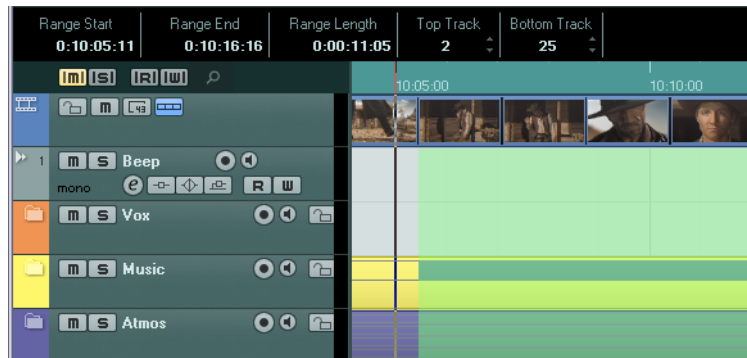 Range Start Range End Range Length Top Track Bottom Track
0:10:05:11 0:10:16:16 0:00:11:05 2 25
M S R W
10:05:00 10:10:00
M 43
1 M S Beep
mono e R W
M S Vox
M S Music
M S Atmos